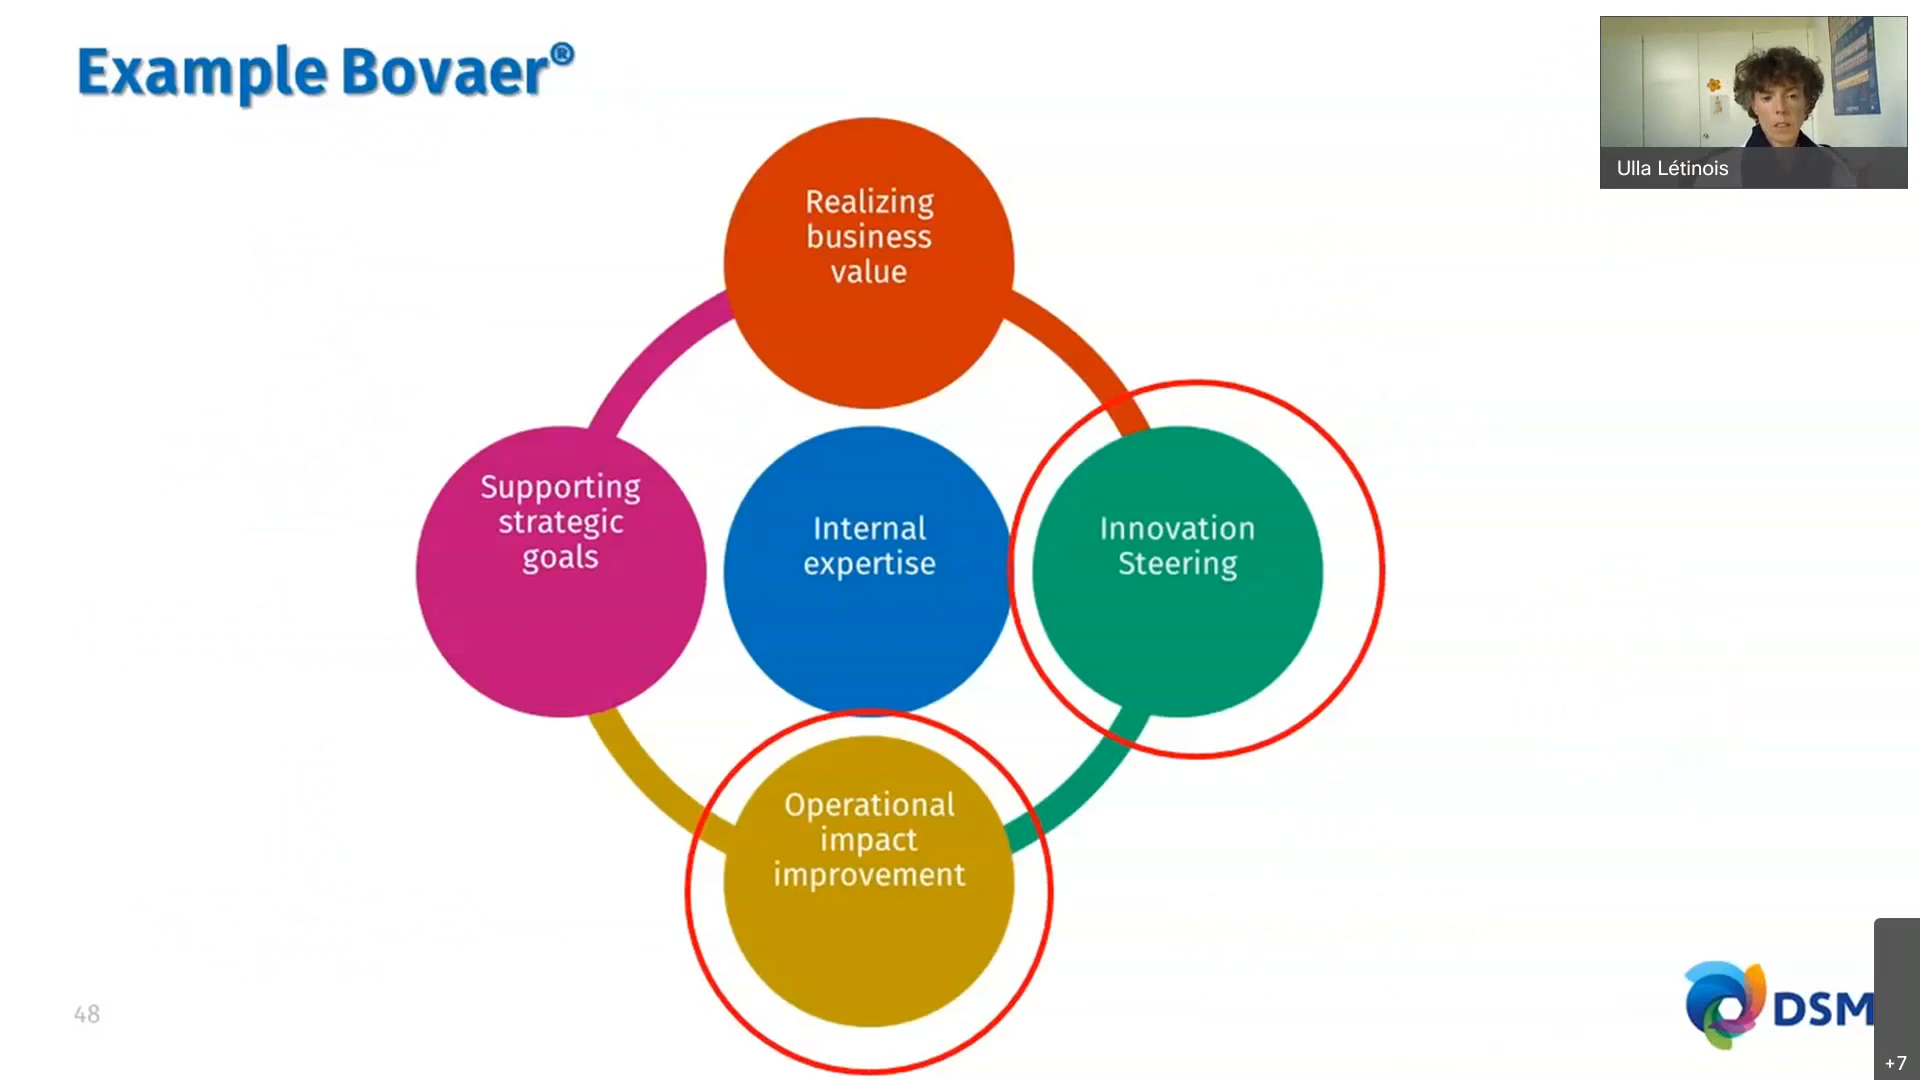 Example Bovaer®
Ulla Létinois
Realizing
business
value
Supporting
strategic
goals
Internal
expertise
Innovation
Steering
Operational
impact
improvement
48
DSM
+7